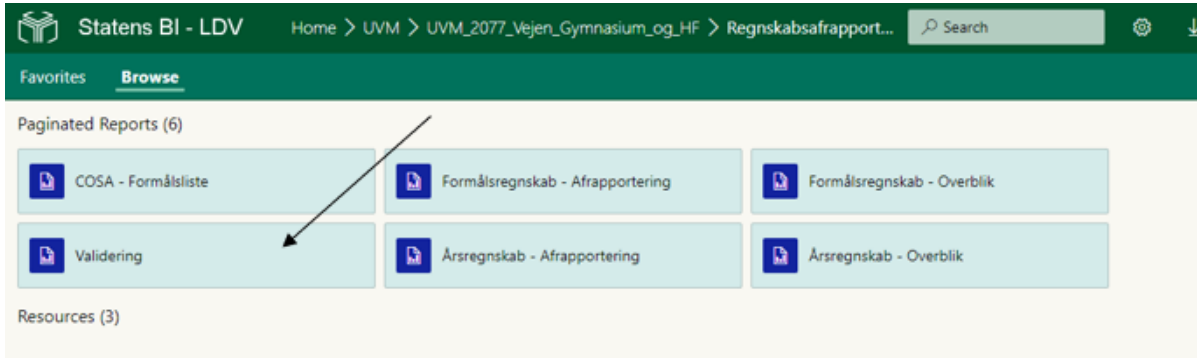 Statens BI - LDV Home > UVM > UVM_2077_Vejen_Gymnasium_og_HF > Regnskabsafrapport... Search
Favorites Browse
Paginated Reports (6)
COSA - Formålsliste Formålsregnskab - Afrapportering Formålsregnskab - Overblik
Validering Årsregnskab - Afrapportering Årsregnskab - Overblik
Resources (3)